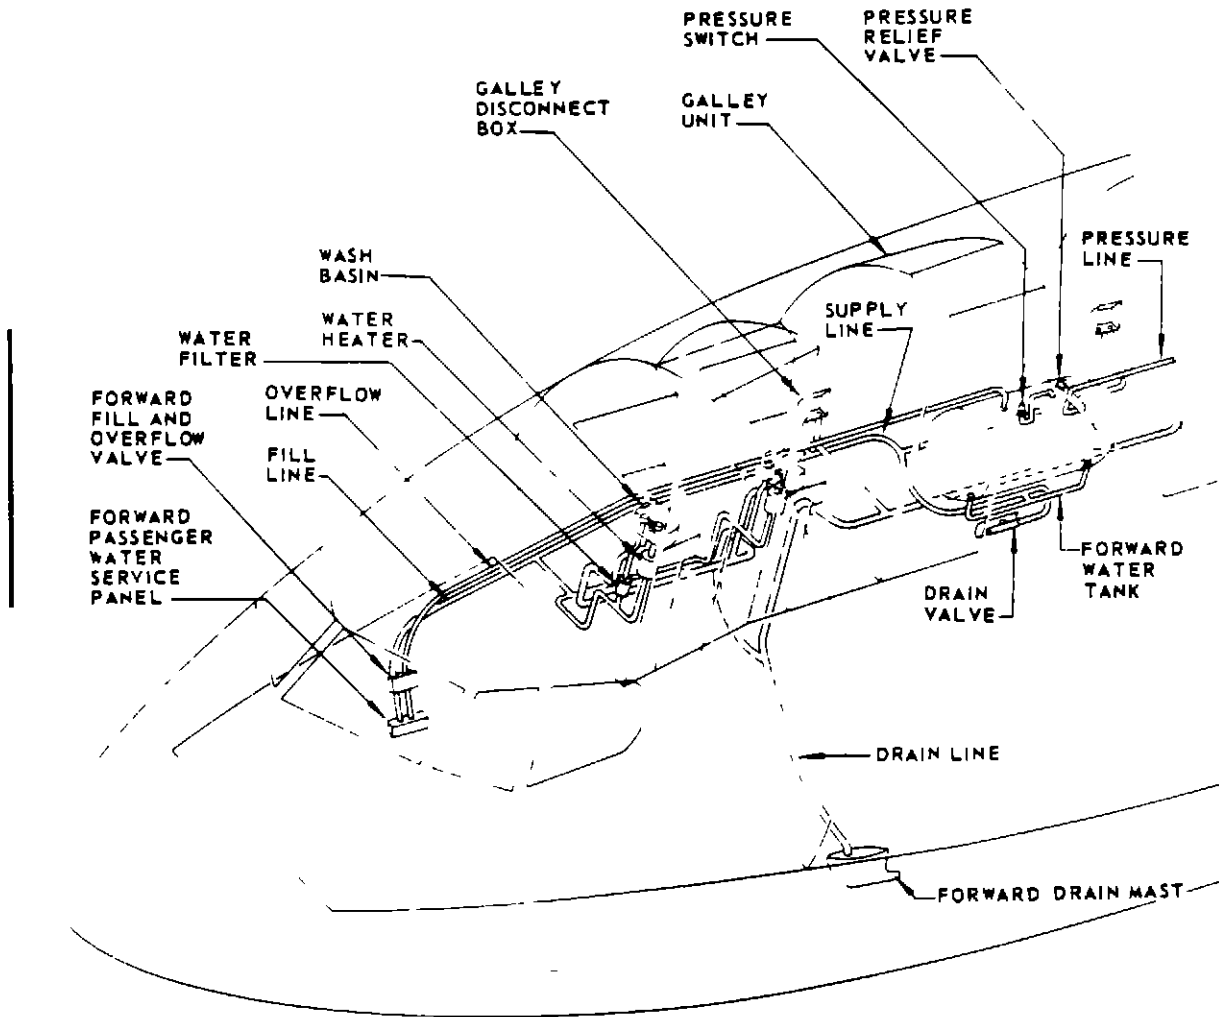 PRESSURE
SWITCH
PRESSURE
RELIEF
VALVE
GALLEY
DISCONNECT
BOX
GALLEY
UNIT
PRESSURE
LINE
WASH
BASIN
SUPPLY
LINE
WATER
HEATER
WATER
FILTER
OVERFLOW
LINE
FORWARD
FILL AND
OVERFLOW
VALVE
FILL
LINE
FORWARD
PASSENGER
WATER
SERVICE
PANEL
FORWARD
WATER
TANK
DRAIN
VALVE
DRAIN LINE
FORWARD DRAIN MAST